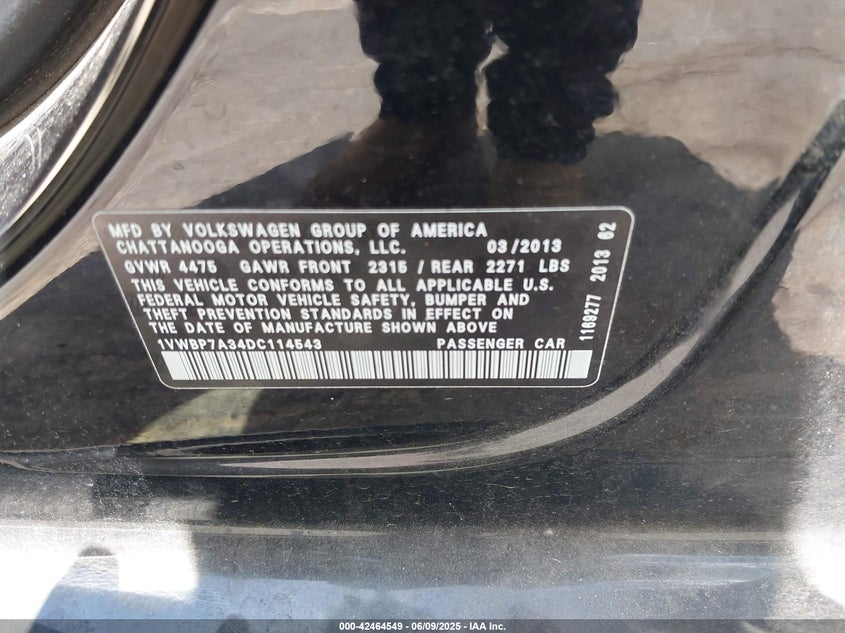 MFD BY VOLKSWAGEN GROUP OF AMERICA
CHATTANOOGA OPERATIONS, LLC. 03/2013
GVWR 4475 GAWR FRONT 2315 / REAR 2271 LBS
THIS VEHICLE CONFORMS TO ALL APPLICABLE U.S.
FEDERAL MOTOR VEHICLE SAFETY, BUMPER AND
THEFT PREVENTION STANDARDS IN EFFECT ON
THE DATE OF MANUFACTURE SHOWN ABOVE
1VWBP7A34DC114543 PASSENGER CAR
1169277 2013 62
000-42464549 - 06/09/2025 - IAA Inc.